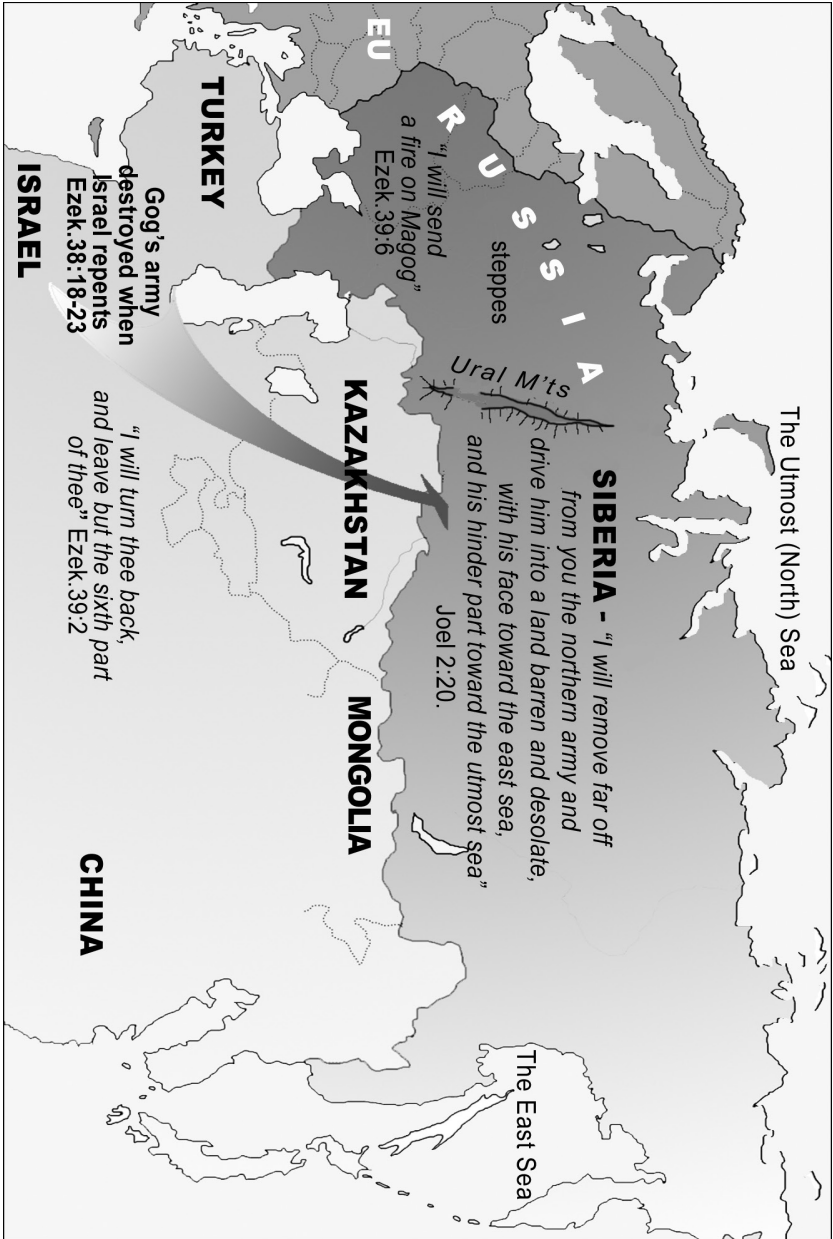 The Utmost (North) Sea
EU
RUSSIA
steppes
"I will send
a fire on Magog"
Ezek.39:6
Ural M'ts
SIBERIA - "I will remove far off
from you the northern army and
drive him into a land barren and desolate,
with his face toward the east sea,
and his hinder part toward the utmost sea"
Joel 2:20.
The East Sea
TURKEY
KAZAKHSTAN
MONGOLIA
Gog's army
destroyed when
Israel repents
Ezek.38:18-23
ISRAEL
"I will turn thee back,
and leave but the sixth part
of thee" Ezek.39:2
CHINA